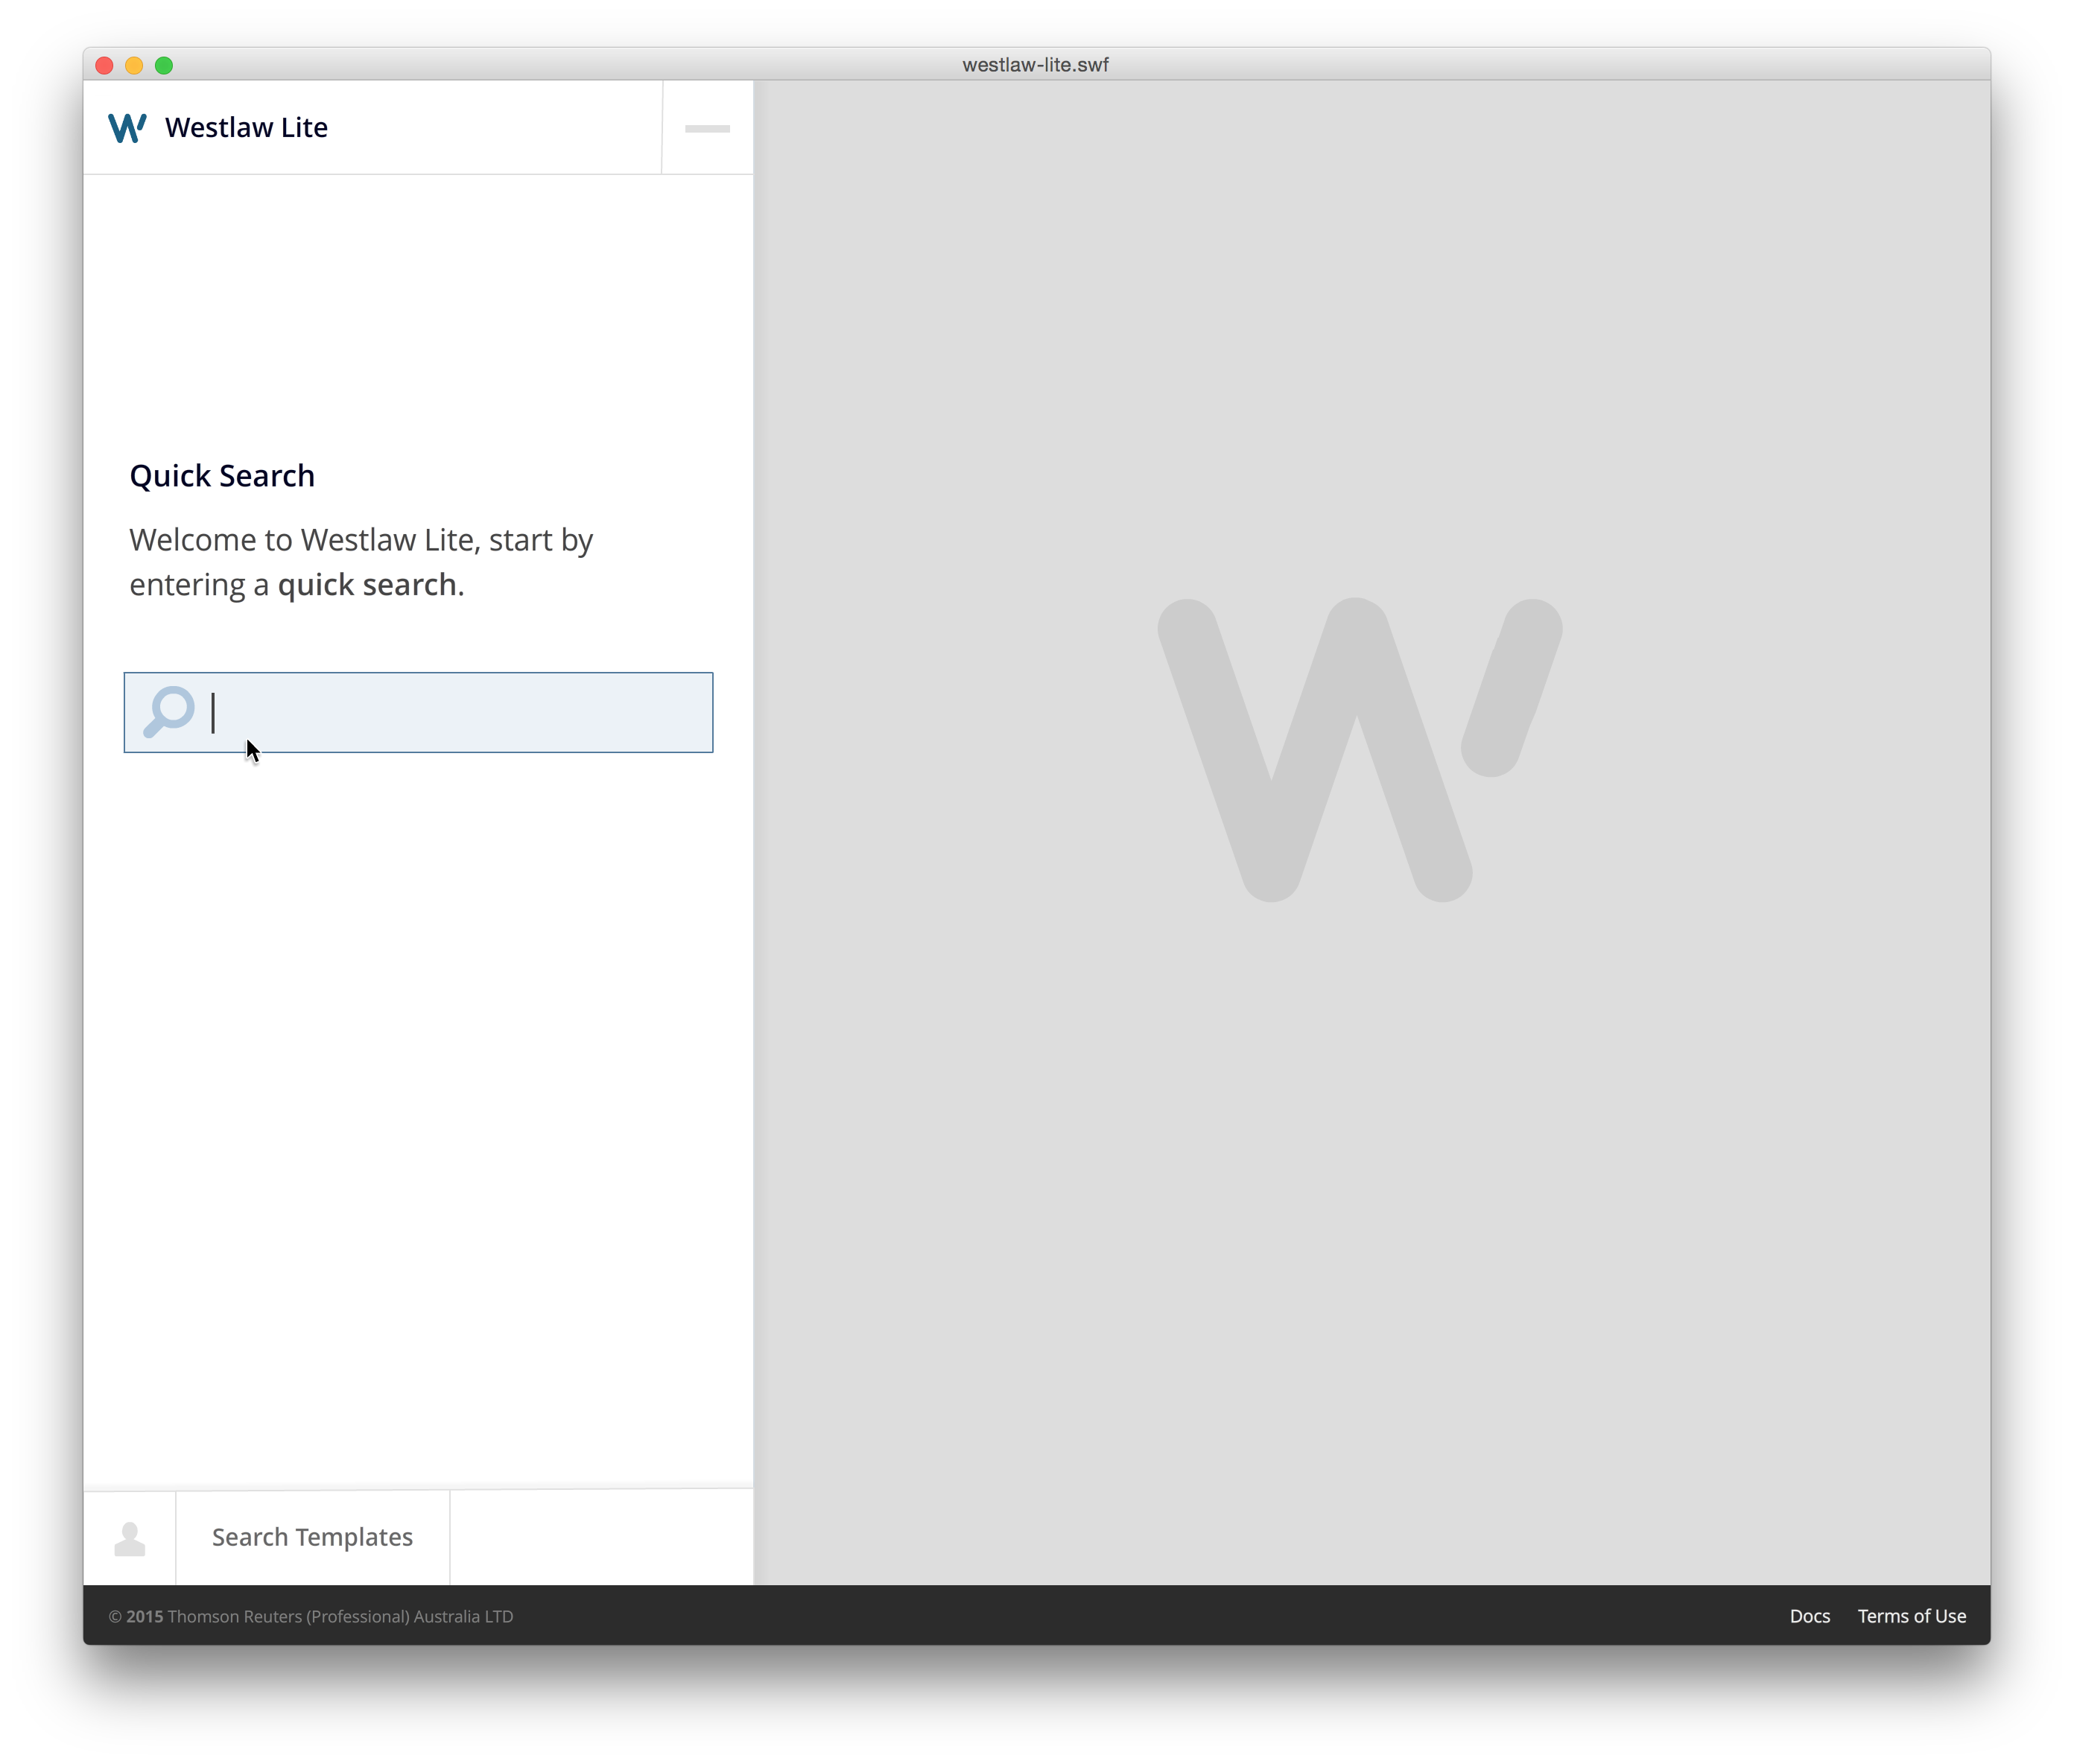 westlaw-lite.swf
Westlaw Lite
Quick Search
Welcome to Westlaw Lite, start by
entering a quick search.
Search Templates
© 2015 Thomson Reuters (Professional) Australia LTD
Docs
Terms of Use